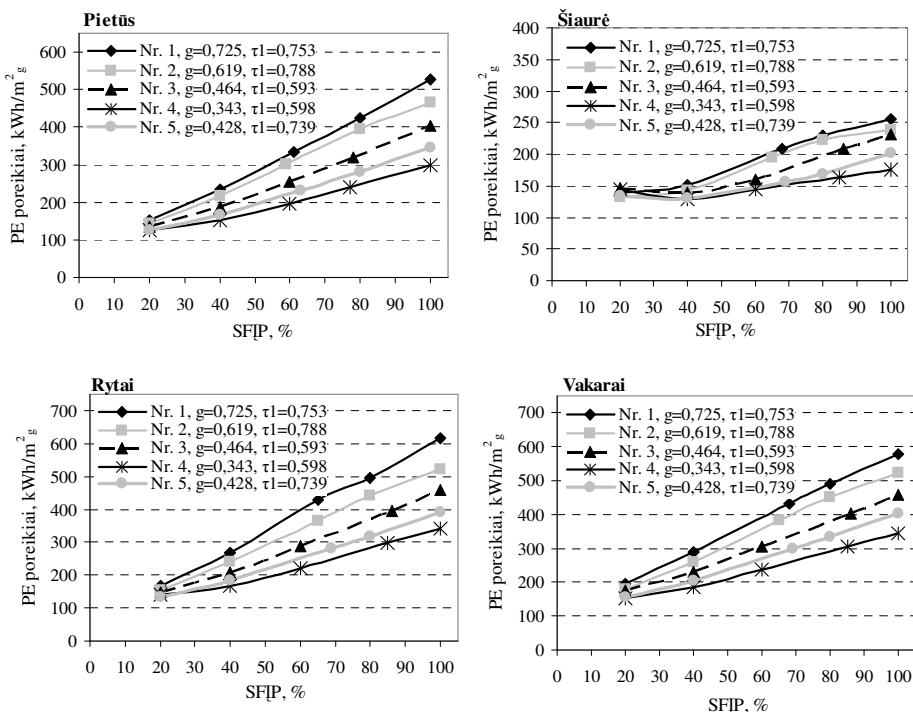 Pietūs
PE poreikiai, kWh/m²g
600
500
400
300
200
100
0
Nr. 1, g=0,725, τ1=0,753
Nr. 2, g=0,619, τ1=0,788
Nr. 3, g=0,464, τ1=0,593
Nr. 4, g=0,343, τ1=0,598
Nr. 5, g=0,428, τ1=0,739
0 10 20 30 40 50 60 70 80 90 100
SFĮP, %
Šiaurė
PE poreikiai, kWh/m²g
400
350
300
250
200
150
100
50
0
Nr. 1, g=0,725, τ1=0,753
Nr. 2, g=0,619, τ1=0,788
Nr. 3, g=0,464, τ1=0,593
Nr. 4, g=0,343, τ1=0,598
Nr. 5, g=0,428, τ1=0,739
0 10 20 30 40 50 60 70 80 90 100
SFĮP, %
Rytai
PE poreikiai, kWh/m²g
700
600
500
400
300
200
100
0
Nr. 1, g=0,725, τ1=0,753
Nr. 2, g=0,619, τ1=0,788
Nr. 3, g=0,464, τ1=0,593
Nr. 4, g=0,343, τ1=0,598
Nr. 5, g=0,428, τ1=0,739
0 10 20 30 40 50 60 70 80 90 100
SFĮP, %
Vakarai
PE poreikiai, kWh/m²g
700
600
500
400
300
200
100
0
Nr. 1, g=0,725, τ1=0,753
Nr. 2, g=0,619, τ1=0,788
Nr. 3, g=0,464, τ1=0,593
Nr. 4, g=0,343, τ1=0,598
Nr. 5, g=0,428, τ1=0,739
0 10 20 30 40 50 60 70 80 90 100
SFĮP, %